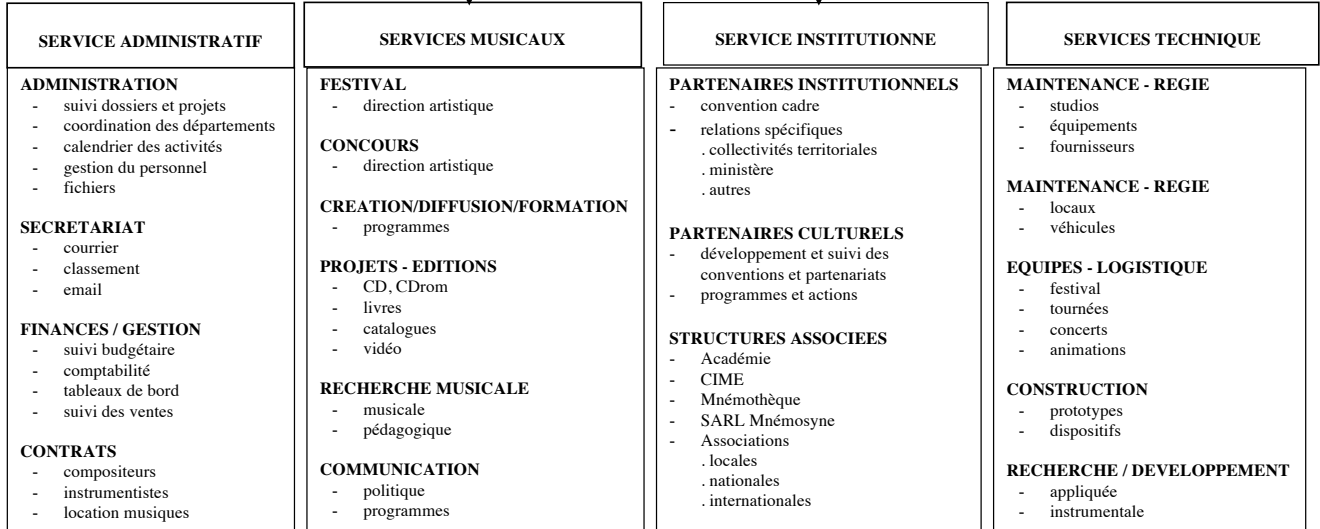 SERVICE ADMINISTRATIF
ADMINISTRATION
- suivi dossiers et projets
- coordination des départements
- calendrier des activités
- gestion du personnel
- fichiers
SECRETARIAT
- courrier
- classement
- email
FINANCES / GESTION
- suivi budgétaire
- comptabilité
- tableaux de bord
- suivi des ventes
CONTRATS
- compositeurs
- instrumentistes
- location musiques
SERVICES MUSICAUX
FESTIVAL
- direction artistique
CONCOURS
- direction artistique
CREATION/DIFFUSION/FORMATION
- programmes
PROJETS - EDITIONS
- CD, CDrom
- livres
- catalogues
- vidéo
RECHERCHE MUSICALE
- musicale
- pédagogique
COMMUNICATION
- politique
- programmes
SERVICE INSTITUTIONNE
PARTENAIRES INSTITUTIONNELS
- convention cadre
- relations spécifiques
. collectivités territoriales
. ministère
. autres
PARTENAIRES CULTURELS
- développement et suivi des
conventions et partenariats
- programmes et actions
STRUCTURES ASSOCIEES
- Académie
- CIME
- Mnémothèque
- SARL Mnémosyne
- Associations
. locales
. nationales
. internationales
SERVICES TECHNIQUE
MAINTENANCE - REGIE
- studios
- équipements
- fournisseurs
MAINTENANCE - REGIE
- locaux
- véhicules
EQUIPES - LOGISTIQUE
- festival
- tournées
- concerts
- animations
CONSTRUCTION
- prototypes
- dispositifs
RECHERCHE / DEVELOPPEMENT
- appliquée
- instrumentale